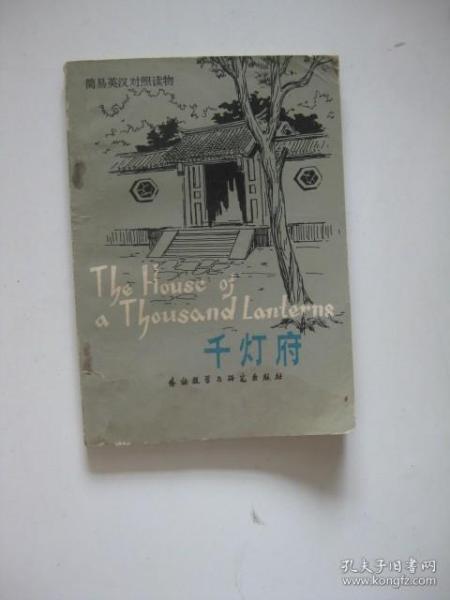 简易英汉对照读物
The House of
a Thousand Lanterns
千灯府
外语教学与研究出版社
孔夫子旧书网
www.kongfz.com